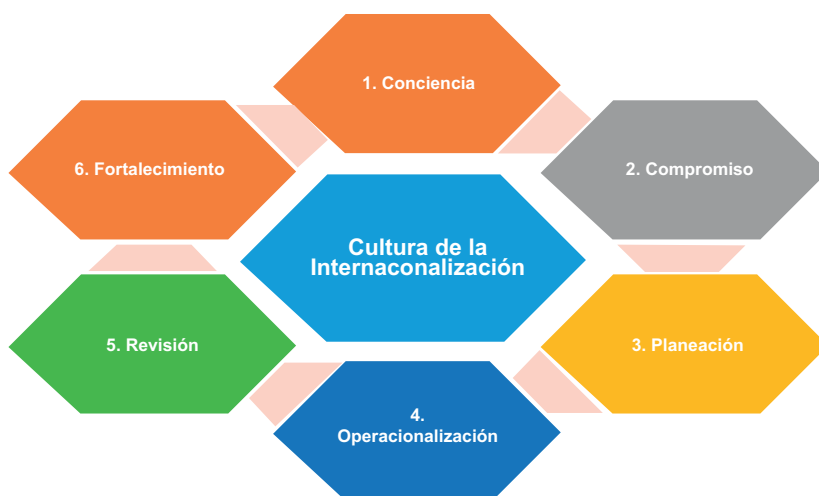 1. Conciencia
2. Compromiso
3. Planeación
4.
Operacionalización
5. Revisión
6. Fortalecimiento
Cultura de la
Internaconalización